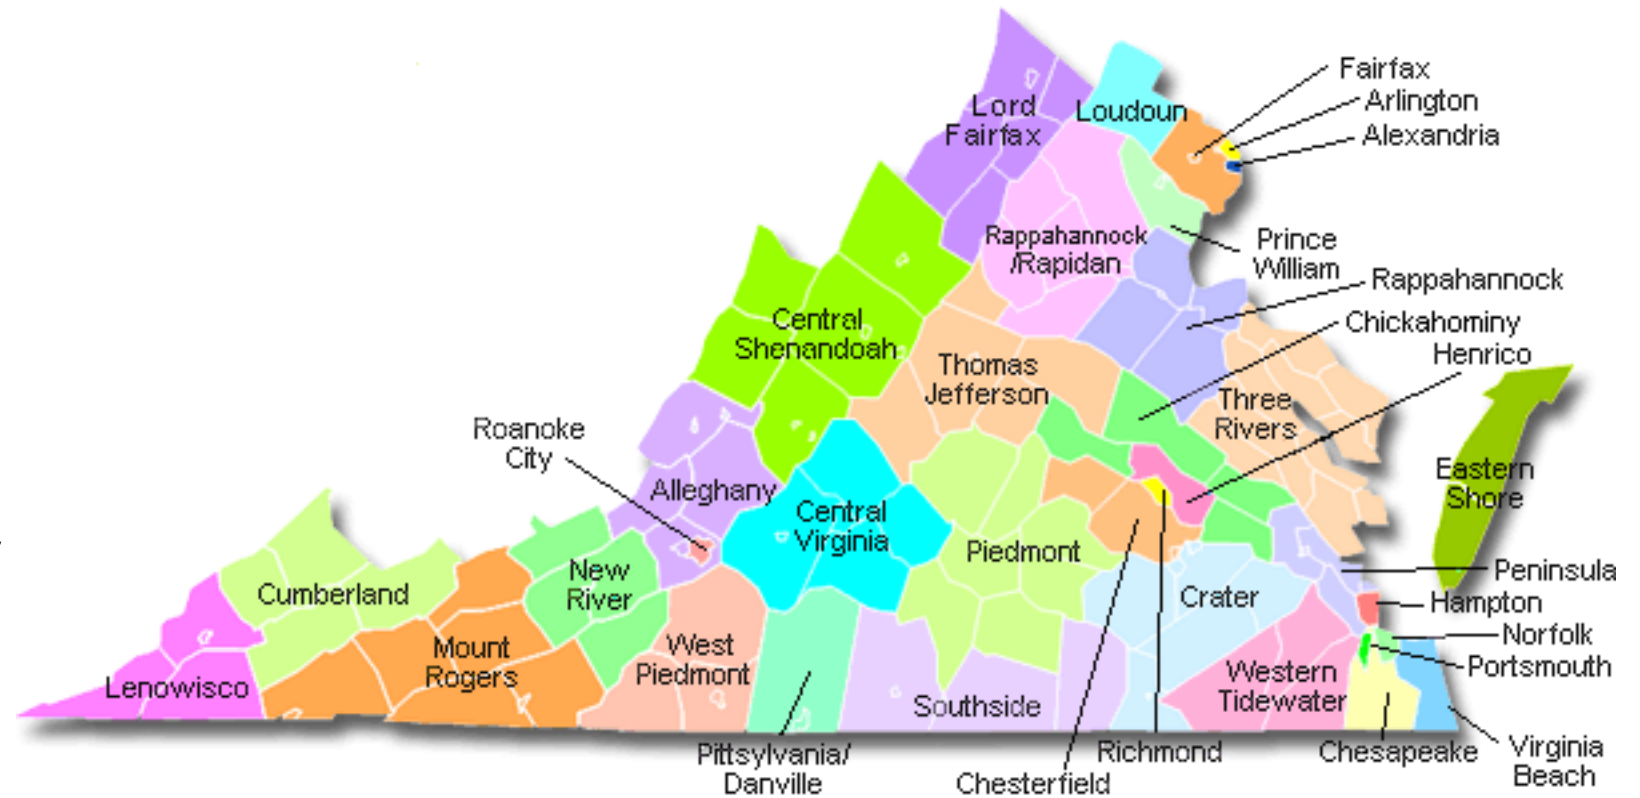 Fairfax
Arlington
Alexandria
Lord
Fairfax
Loudoun
Rappahannock
/Rapidan
Prince
William
Rappahannock
Chickahominy
Henrico
Central
Shenandoah
Thomas
Jefferson
Three
Rivers
Roanoke
City
Alleghany
Eastern
Shore
Central
Virginia
Piedmont
Cumberland
New
River
Peninsula
Hampton
Crater
Norfolk
Mount
Rogers
West
Piedmont
Portsmouth
Lenowisco
Western
Tidewater
Southside
Pittsylvania/
Danville
Chesterfield
Richmond
Chesapeake
Virginia
Beach